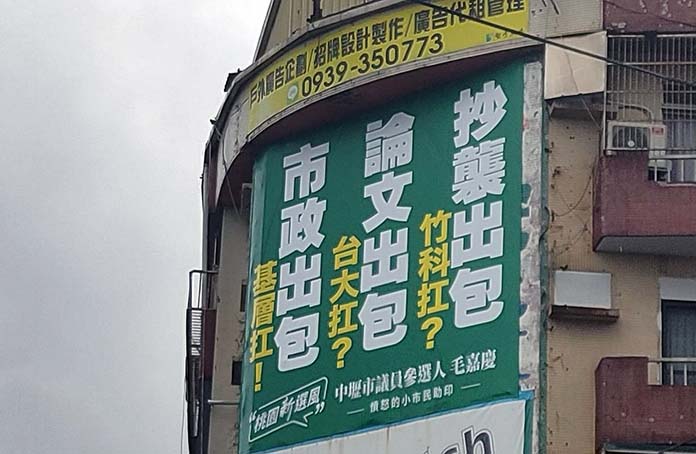 戶外廣告企劃/招牌設計製作/廣告代租管理
0939-350773
抄襲出包
竹科扛？
論文出包
台大扛？
市政出包
基層扛！
"桃園新選風"
中壢市議員參選人 毛嘉慶
憤怒的小市民助印